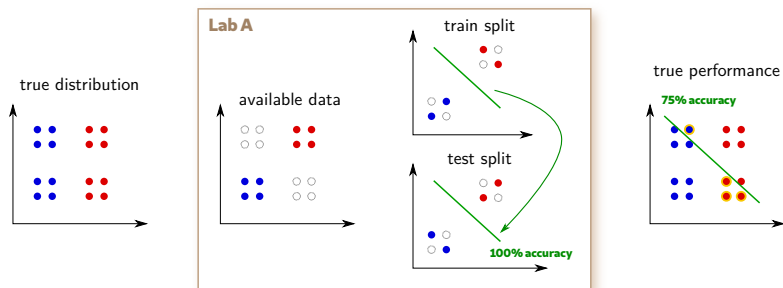 Lab A
true distribution
available data
train split
test split
100% accuracy
true performance
75% accuracy